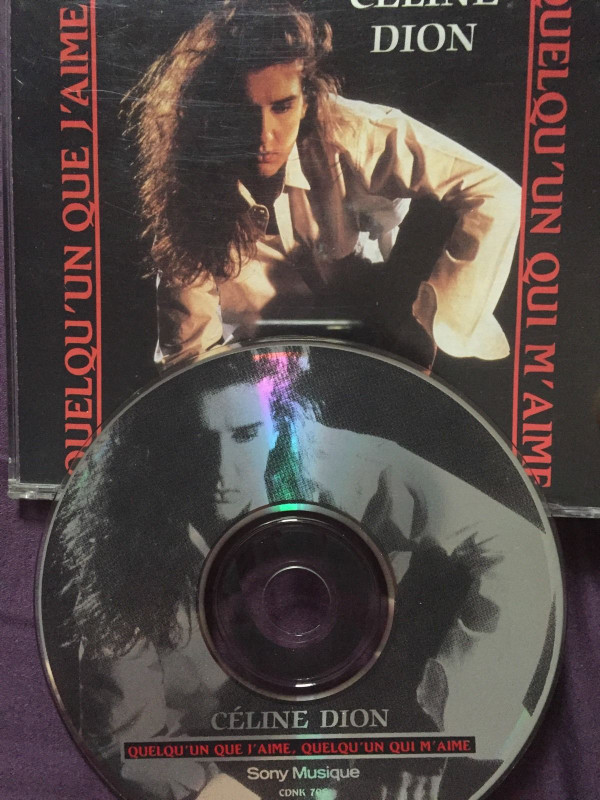 CÉLINE
DION
QUELQU'UN QUE J'AIME
QUELQU'UN QUI M'AIME
CÉLINE DION
QUELQU'UN QUE J'AIME, QUELQU'UN QUI M'AIME
Sony Musique
CDNK